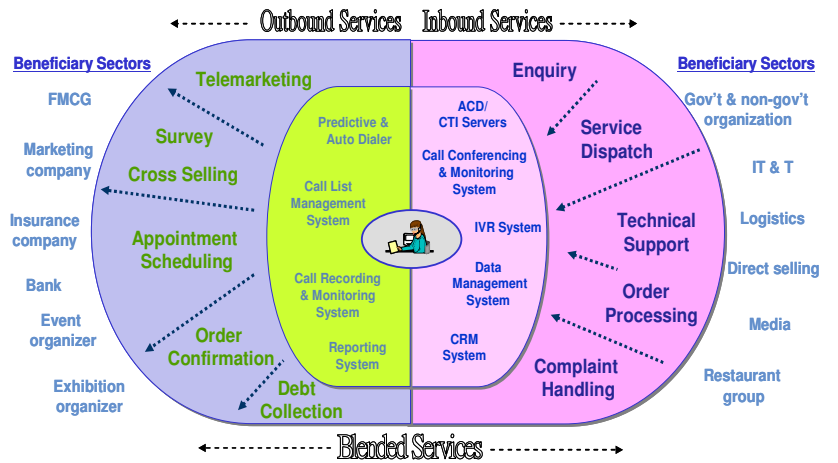 Outbound Services
Inbound Services
Beneficiary Sectors
FMCG
Marketing
company
Insurance
company
Bank
Event
organizer
Exhibition
organizer
Telemarketing
Survey
Cross Selling
Appointment
Scheduling
Order
Confirmation
Debt
Collection
Predictive &
Auto Dialer
Call List
Management
System
Call Recording
& Monitoring
System
Reporting
System
ACD/
CTI Servers
Call Conferencing
& Monitoring
System
IVR System
Data
Management
System
CRM
System
Enquiry
Service
Dispatch
Technical
Support
Order
Processing
Complaint
Handling
Beneficiary Sectors
Gov't & non-gov't
organization
IT & T
Logistics
Direct selling
Media
Restaurant
group
Blended Services